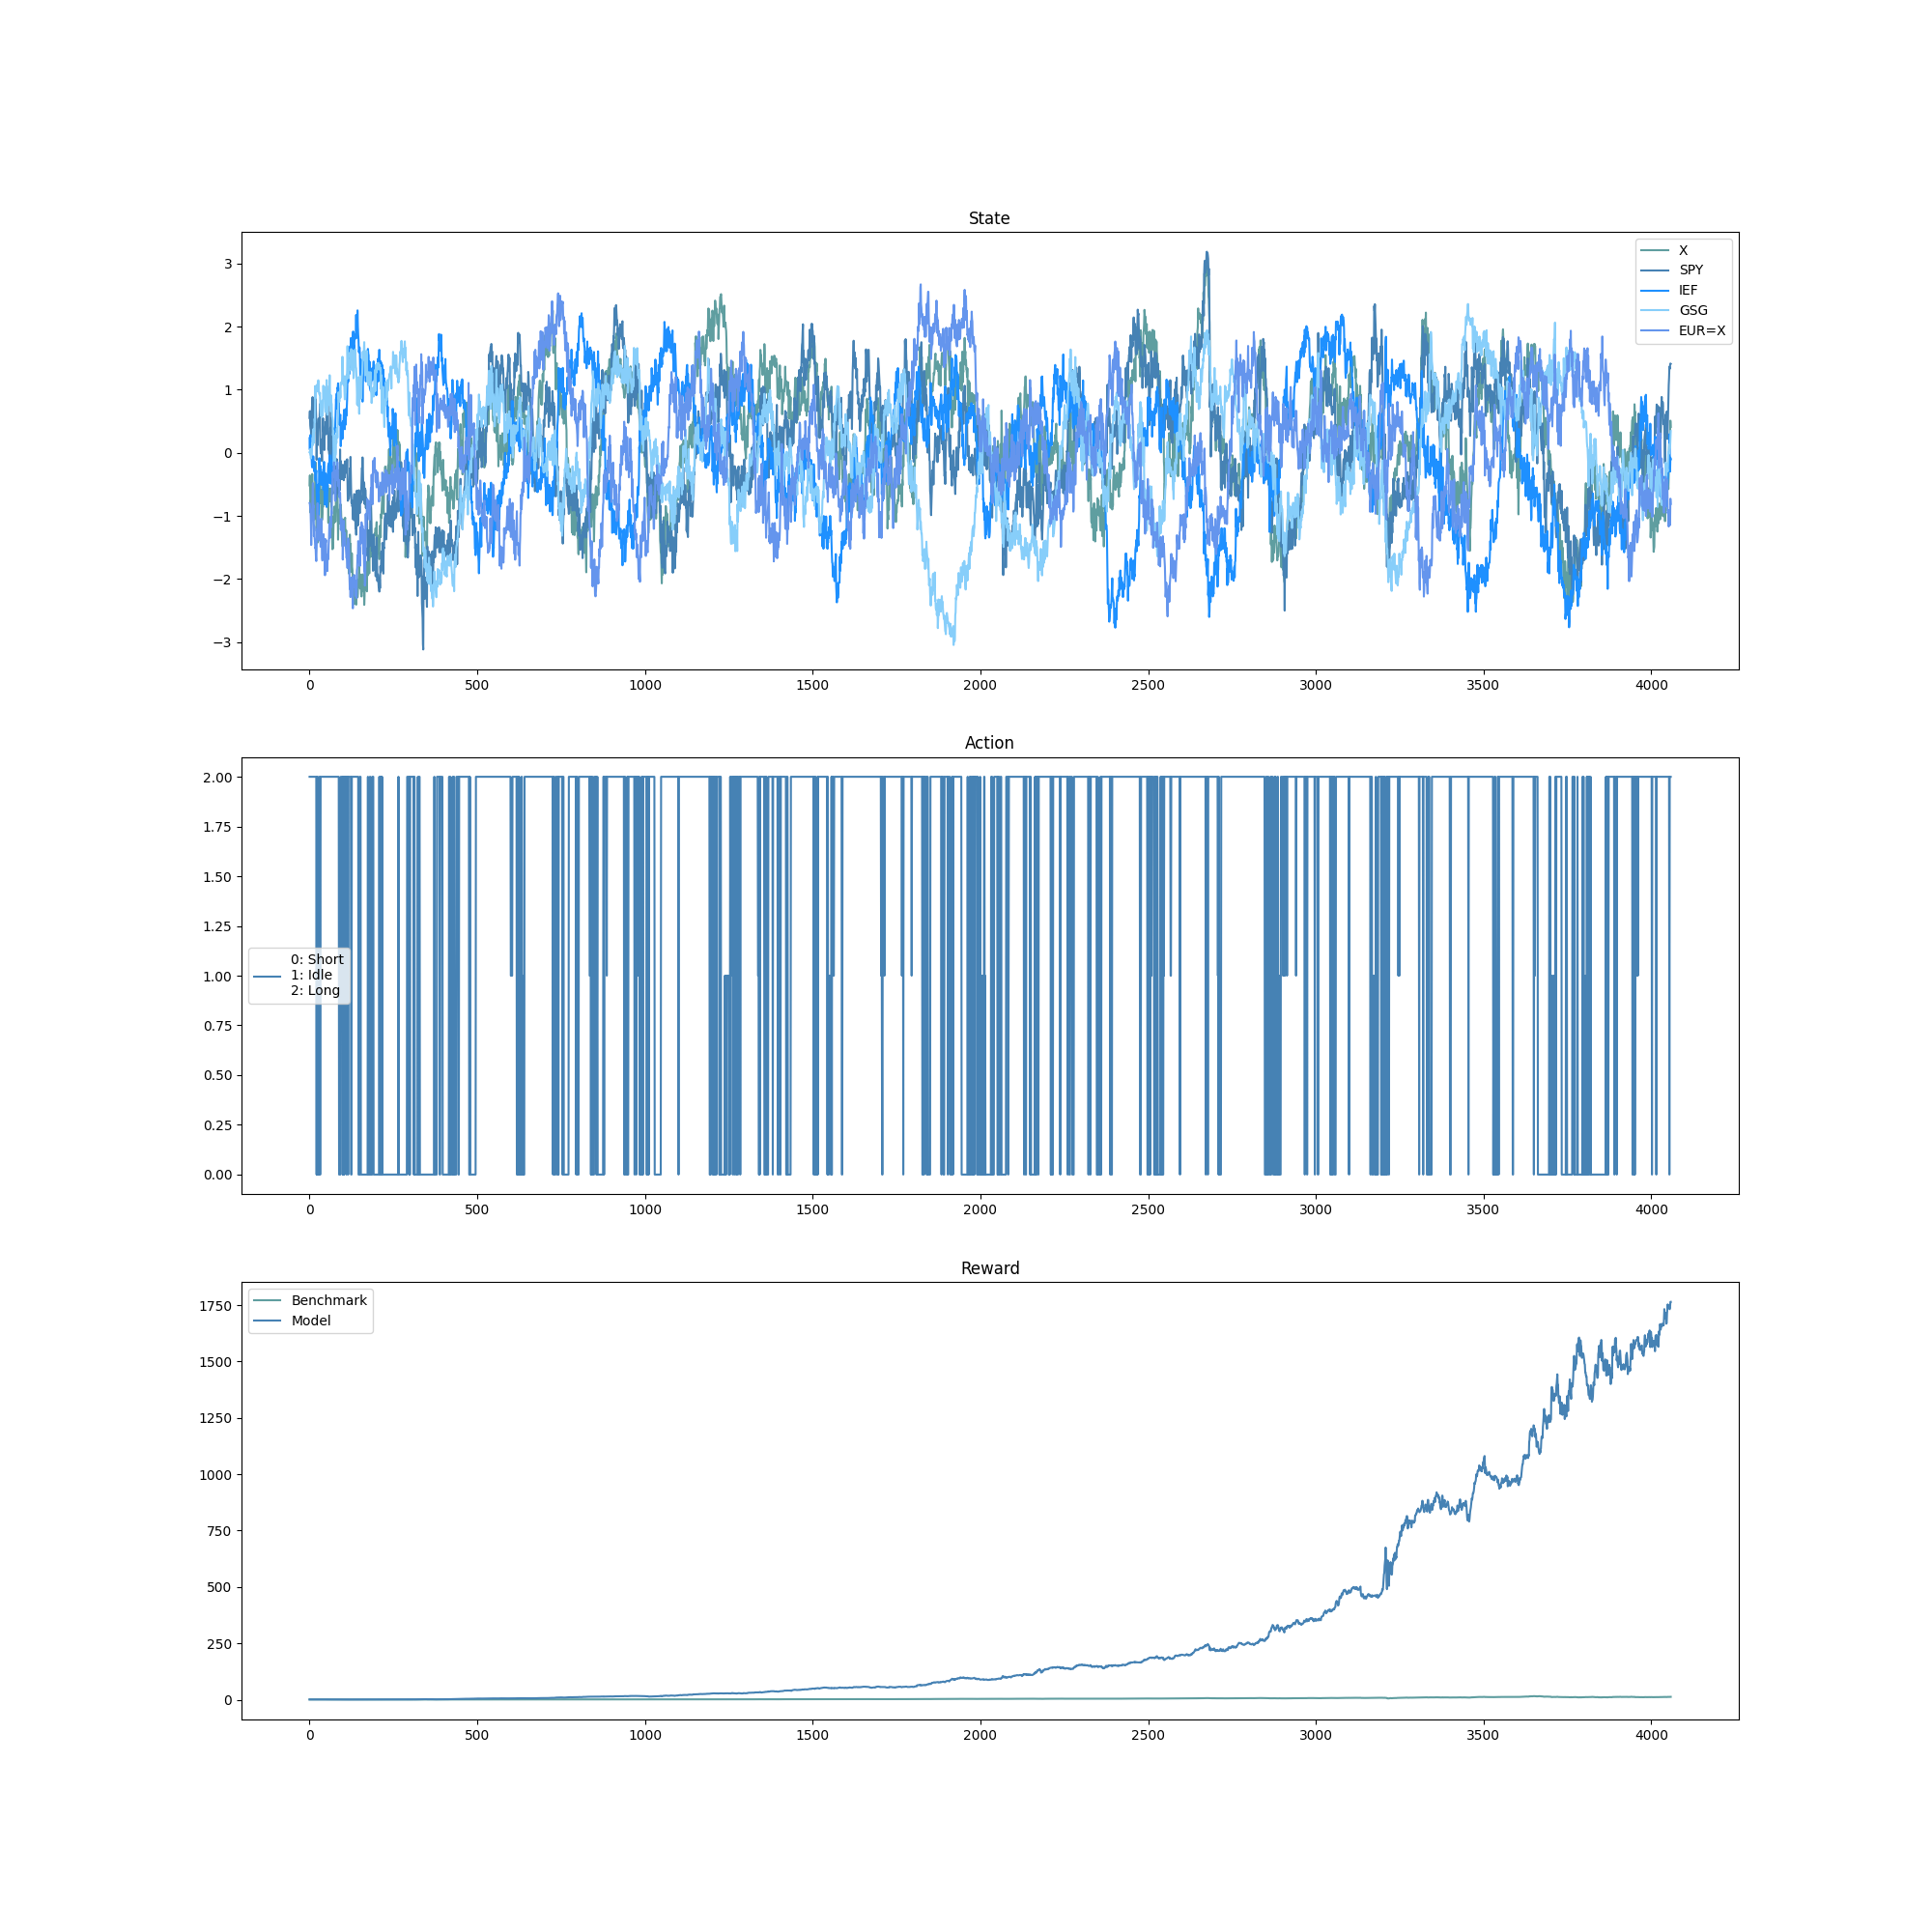 State
3
2
1
0
−1
−2
−3
X
SPY
IEF
GSG
EUR=X
0 500 1000 1500 2000 2500 3000 3500 4000
Action
2.00
1.75
1.50
1.25
1.00
0.75
0.50
0.25
0.00
0: Short
1: Idle
2: Long
0 500 1000 1500 2000 2500 3000 3500 4000
Reward
1750
1500
1250
1000
750
500
250
0
Benchmark
Model
0 500 1000 1500 2000 2500 3000 3500 4000